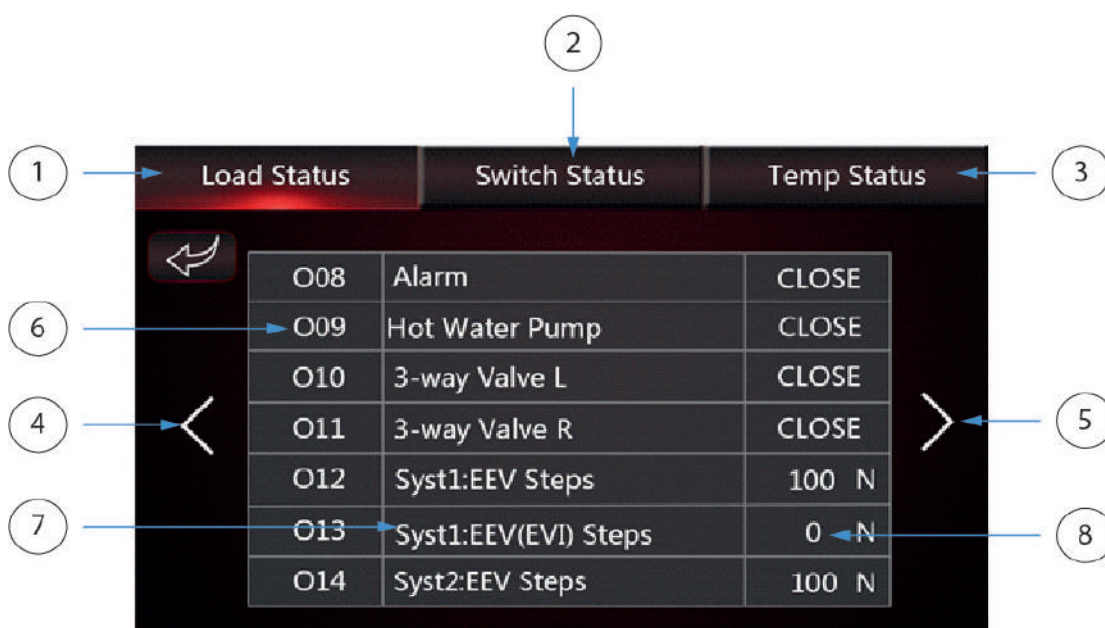 2
1
Load Status Switch Status Temp Status
3
O08 Alarm CLOSE
6
O09 Hot Water Pump CLOSE
O10 3-way Valve L CLOSE
4
O11 3-way Valve R CLOSE
5
O12 Syst1:EEV Steps 100 N
7
O13 Syst1:EEV(EVI) Steps 0 N
8
O14 Syst2:EEV Steps 100 N